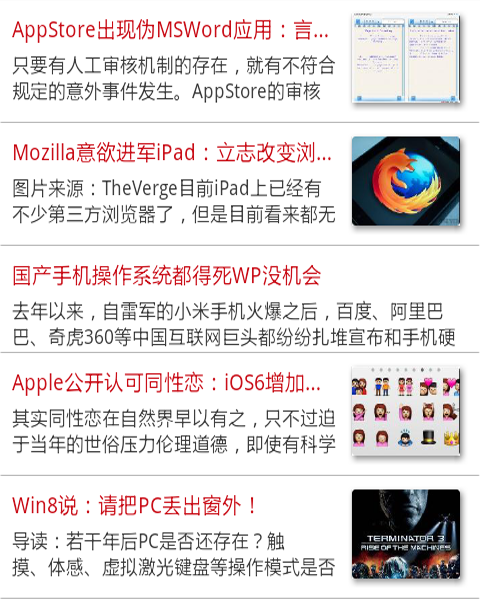 AppStore出现伪MSWord应用：言...
只要有人工审核机制的存在，就有不符合
规定的意外事件发生。AppStore的审核
Mozilla意欲进军iPad：立志改变浏...
图片来源：TheVerge目前iPad上已经有
不少第三方浏览器了，但是目前看来都无
国产手机操作系统都得死WP没机会
去年以来，自雷军的小米手机火爆之后，百度、阿里巴
巴、奇虎360等中国互联网巨头都纷纷扎堆宣布和手机硬
Apple公开认可同性恋：iOS6增加...
其实同性恋在自然界早以有之，只不过迫
于当年的世俗压力伦理道德，即使有科学
Win8说：请把PC丢出窗外！
导读：若干年后PC是否还存在？触
摸、体感、虚拟激光键盘等操作模式是否
TERMINATOR 3
RISE OF THE MACHINES